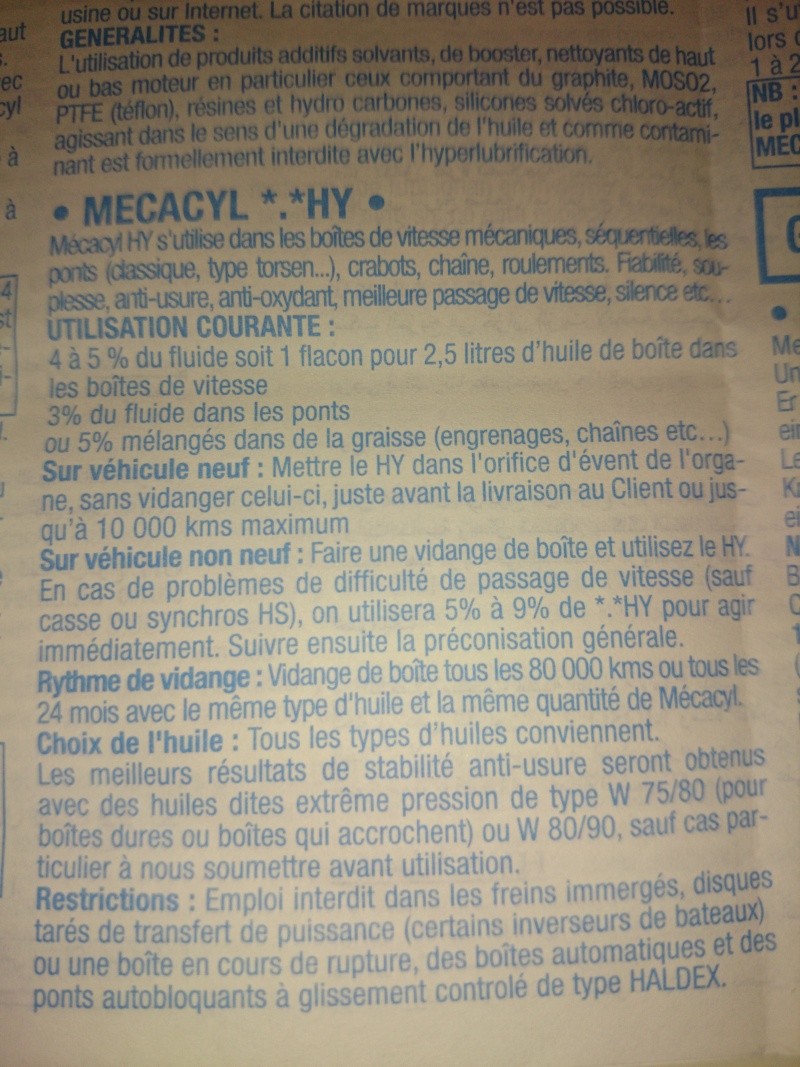 usine ou sur Internet. La citation de marques n'est pas possible.
GENERALITES :
L'utilisation de produits additifs solvants, de booster, nettoyants de haut
ou bas moteur en particulier ceux comportant du graphite, MOSO2,
PTFE (téflon), résines et hydro carbones, silicones solvés chloro-actif,
agissant dans le sens d'une dégradation de l'huile et comme contami-
nant est formellement interdite avec l'hyperlubrification.
• MECACYL *.*HY •
Mécacyl HY s'utilise dans les boîtes de vitesse mécaniques, séquentielles, les
ponts (classique, type torsen...), crabots, chaîne, roulements. Fiabilité, sou-
plesse, anti-usure, anti-oxydant, meilleure passage de vitesse, silence etc...
UTILISATION COURANTE :
4 à 5 % du fluide soit 1 flacon pour 2,5 litres d'huile de boîte dans
les boîtes de vitesse
3% du fluide dans les ponts
ou 5% mélangés dans de la graisse (engrenages, chaînes etc...)
Sur véhicule neuf : Mettre le HY dans l'orifice d'évent de l'orga-
ne, sans vidanger celui-ci, juste avant la livraison au Client ou jus-
qu'à 10 000 kms maximum
Sur véhicule non neuf : Faire une vidange de boîte et utilisez le HY.
En cas de problèmes de difficulté de passage de vitesse (sauf
casse ou synchros HS), on utilisera 5% à 9% de *.*HY pour agir
immédiatement. Suivre ensuite la préconisation générale.
Rythme de vidange : Vidange de boîte tous les 80 000 kms ou tous les
24 mois avec le même type d'huile et la même quantité de Mécacyl.
Choix de l'huile : Tous les types d'huiles conviennent.
Les meilleurs résultats de stabilité anti-usure seront obtenus
avec des huiles dites extrême pression de type W 75/80 (pour
boîtes dures ou boîtes qui accrochent) ou W 80/90, sauf cas par-
ticulier à nous soumettre avant utilisation.
Restrictions : Emploi interdit dans les freins immergés, disques
tarés de transfert de puissance (certains inverseurs de bateaux)
ou une boîte en cours de rupture, des boîtes automatiques et des
ponts autobloquants à glissement controlé de type HALDEX.
Il s'u
lors
1 à 2
NB :
le pl
MEC